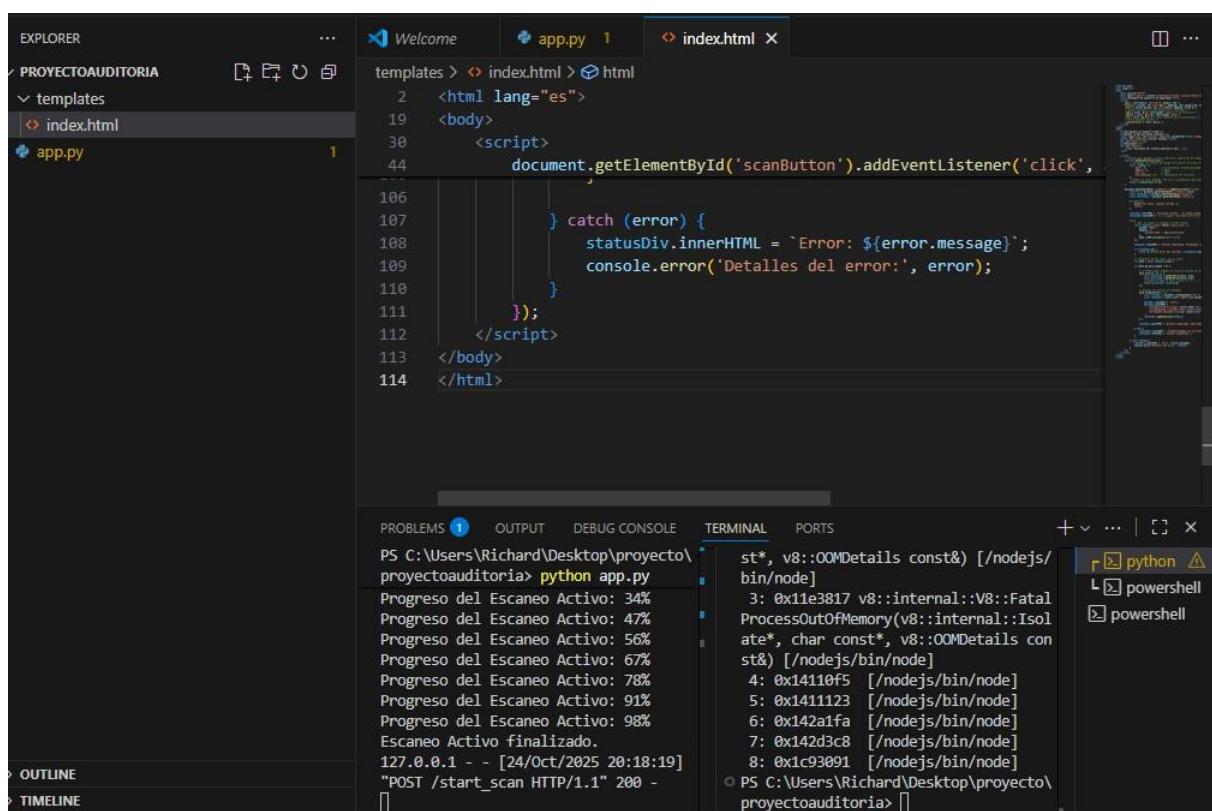 EXPLORER
PROYECTOAUDITORIA
templates
index.html
app.py 1
OUTLINE
TIMELINE
Welcome app.py 1 index.html
templates > index.html > html
2 <html lang="es">
19 <body>
30 <script>
44 document.getElementById('scanButton').addEventListener('click',
106
107 } catch (error) {
108 statusDiv.innerHTML = `Error: ${error.message}`;
109 console.error('Detalles del error:', error);
110 }
111 });
112 </script>
113 </body>
114 </html>
PROBLEMS 1 OUTPUT DEBUG CONSOLE TERMINAL PORTS
PS C:\Users\Richard\Desktop\proyecto\
proyectoauditoria> python app.py
Progreso del Escaneo Activo: 34%
Progreso del Escaneo Activo: 47%
Progreso del Escaneo Activo: 56%
Progreso del Escaneo Activo: 67%
Progreso del Escaneo Activo: 78%
Progreso del Escaneo Activo: 91%
Progreso del Escaneo Activo: 98%
Escaneo Activo finalizado.
127.0.0.1 - - [24/Oct/2025 20:18:19]
"POST /start_scan HTTP/1.1" 200 -
st*, v8::OOMDetails const&) [/nodejs/
bin/node]
3: 0x11e3817 v8::internal::V8::Fatal
ProcessOutOfMemory(v8::internal::Isol
ate*, char const*, v8::OOMDetails con
st&) [/nodejs/bin/node]
4: 0x14110f5 [/nodejs/bin/node]
5: 0x1411123 [/nodejs/bin/node]
6: 0x142a1fa [/nodejs/bin/node]
7: 0x142d3c8 [/nodejs/bin/node]
8: 0x1c93091 [/nodejs/bin/node]
PS C:\Users\Richard\Desktop\proyecto\
proyectoauditoria>
python
powershell
powershell